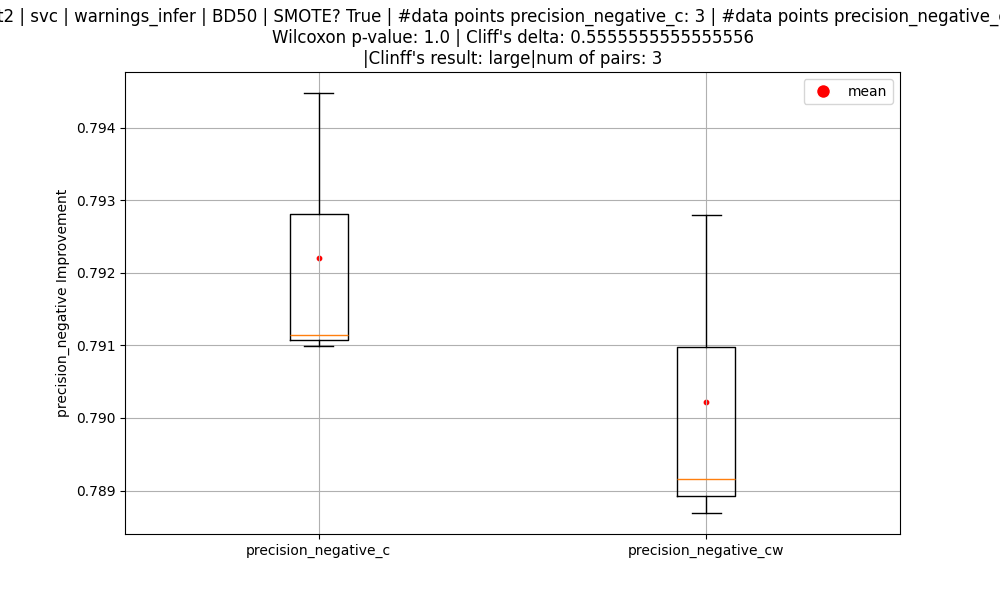 | svc | warnings_infer | BD50 | SMOTE? True | #data points precision_negative_c: 3 | #data points
Wilcoxon p-value: 1.0 | Cliff's delta: 0.5555555555555556
|Clinff's result: large|num of pairs: 3
mean
0.794
0.793
0.792
0.791
0.790
0.789
precision_negative Improvement
precision_negative_c
precision_negative_cw